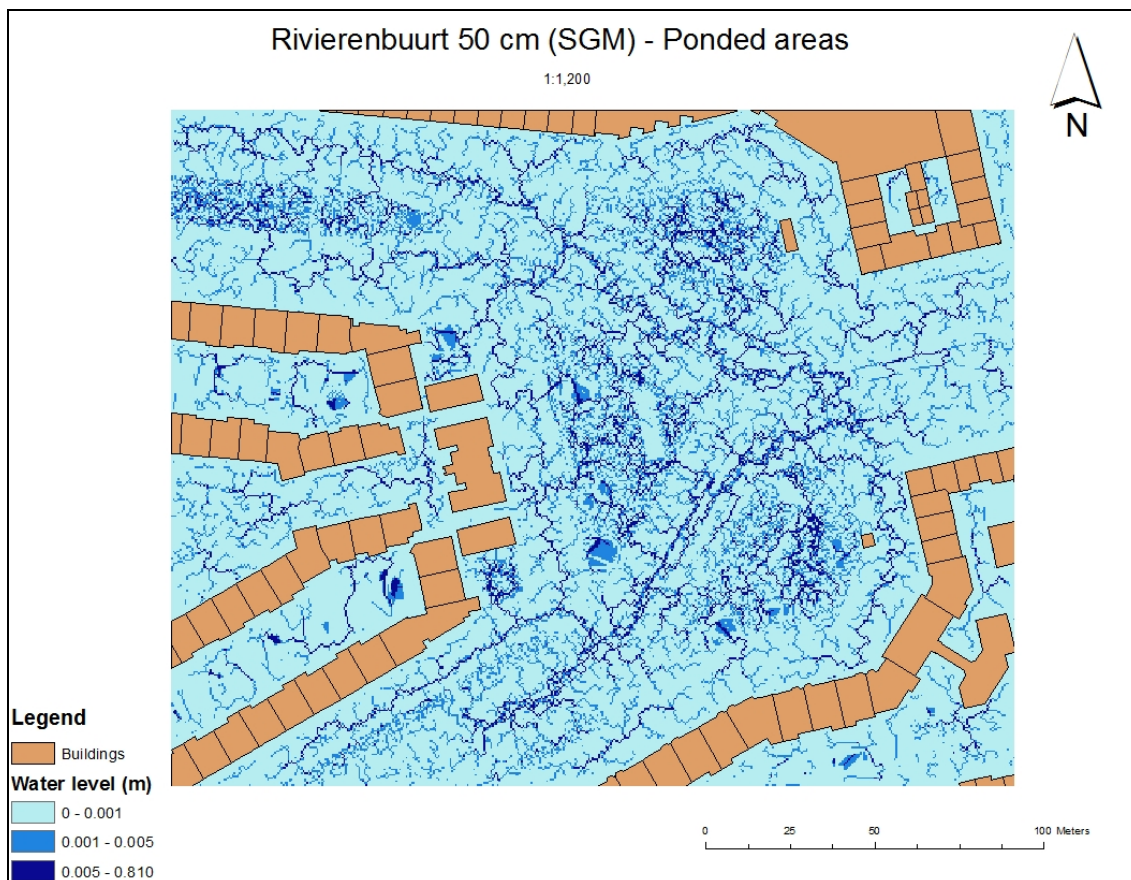 Rivierenbuurt 50 cm (SGM) - Ponded areas
1:1,200
N
Legend
Buildings
Water level (m)
0 - 0.001
0.001 - 0.005
0.005 - 0.810
0 25 50 100 Meters